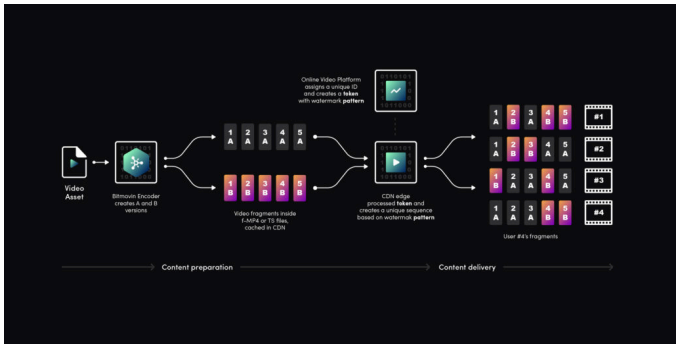 Online Video Platform
assigns a unique ID
and creates a token
with watermark pattern
Video
Asset
Bitmovin Encoder
creates A and B
versions
1 2 3 4 5
A A A A A
1 2 3 4 5
B B B B B
Video fragments inside
f-MP4 or TS files,
cached in CDN
CDN edge
processed token and
creates a unique sequence
based on watermak pattern
1 2 3 4 5
A B A B B
#1
1 2 3 4 5
A B B A B
#2
1 2 3 4 5
B A A B A
#3
1 2 3 4 5
A A A B B
#4
User #4's fragments
Content preparation
Content delivery